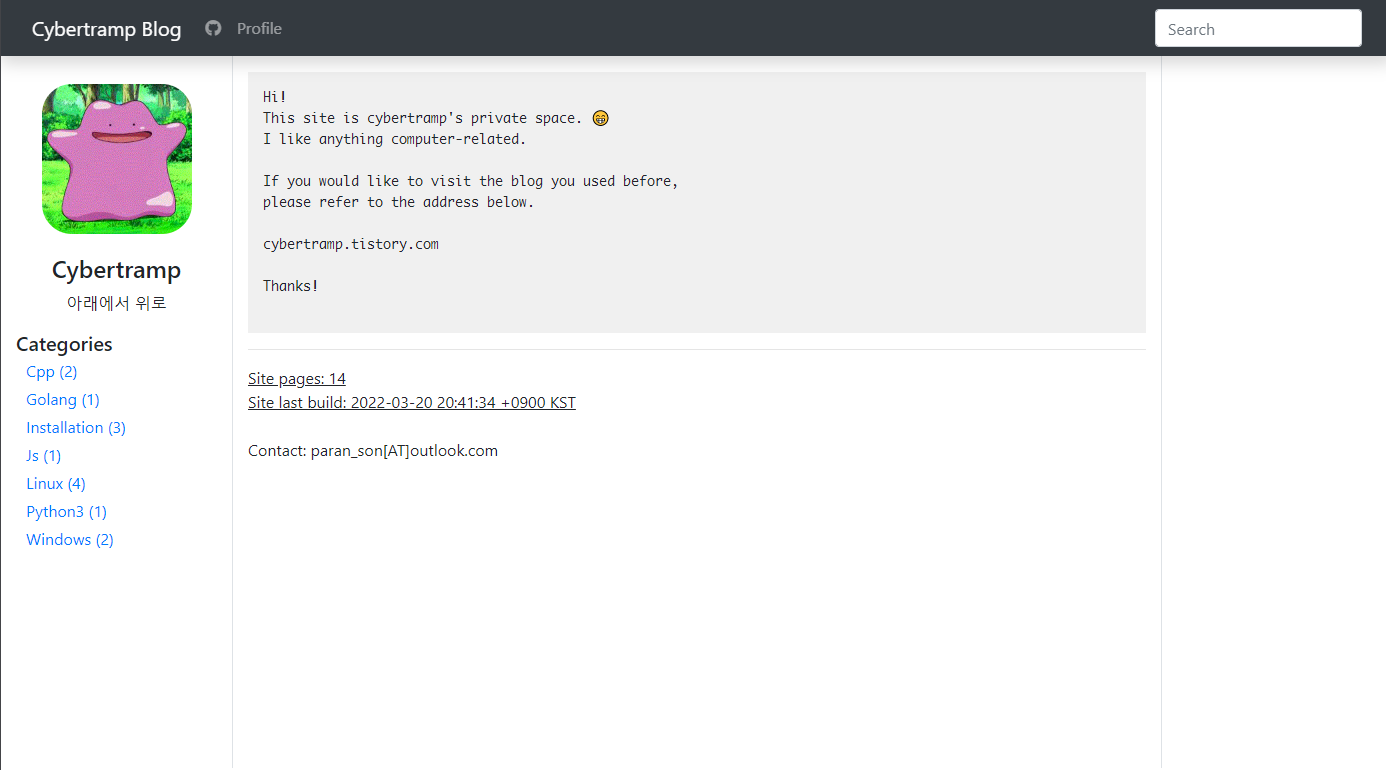 Cybertramp Blog
Profile
Search
Cybertramp
아래에서 위로
Categories
Cpp (2)
Golang (1)
Installation (3)
Js (1)
Linux (4)
Python3 (1)
Windows (2)
Hi!
This site is cybertramp's private space. 😁
I like anything computer-related.
If you would like to visit the blog you used before,
please refer to the address below.
cybertramp.tistory.com
Thanks!
Site pages: 14
Site last build: 2022-03-20 20:41:34 +0900 KST
Contact: paran_son[AT]outlook.com